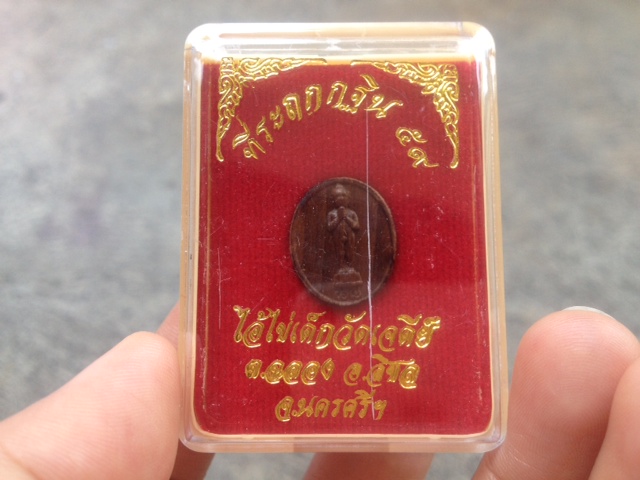 ที่ระลึกกฐิน ๕๑
ไอ้ไข่เด็กวัดเจดีย์
ต.ฉลอง อ.สิชล
จ.นครศรีฯ